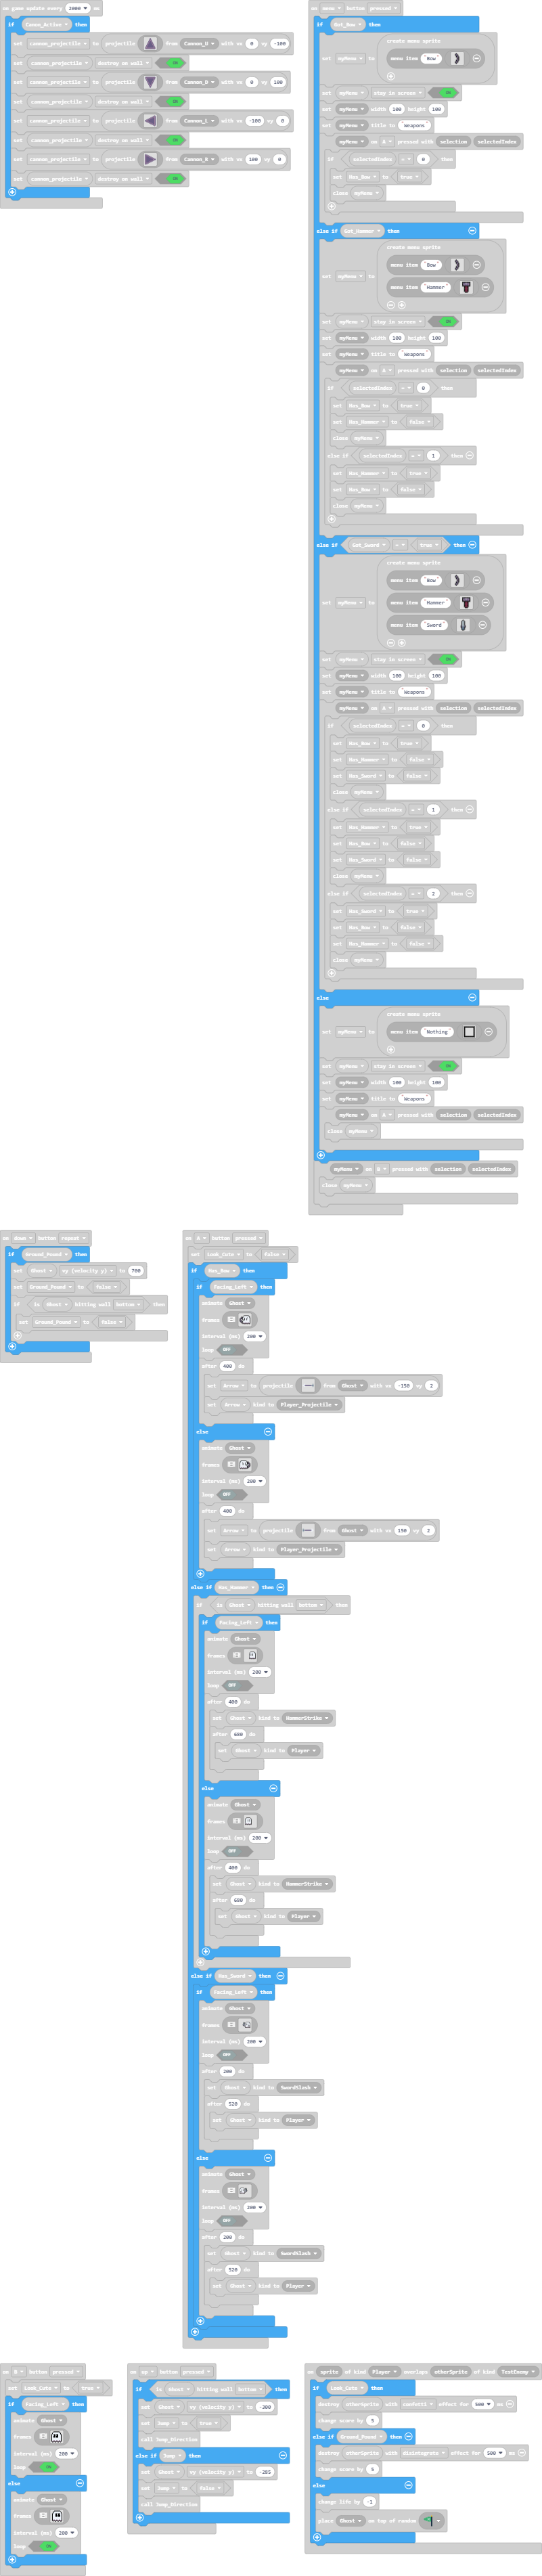 on game update every 2000 ms
if Cannon_Active then
set cannon_projectile to projectile from Cannon_U with vx 0 vy -100
set cannon_projectile destroy on wall ON
set cannon_projectile to projectile from Cannon_D with vx 0 vy 100
set cannon_projectile destroy on wall ON
set cannon_projectile to projectile from Cannon_L with vx -100 vy 0
set cannon_projectile destroy on wall ON
set cannon_projectile to projectile from Cannon_R with vx 100 vy 0
set cannon_projectile destroy on wall ON
on menu button pressed
if Got_Bow then
create menu sprite
set myMenu to
menu item "Bow"
set myMenu stay in screen ON
set myMenu width 100 height 100
set myMenu title to "Weapons"
myMenu on A pressed with selection selectedIndex
if selectedIndex = 0 then
set Has_Bow to true
close myMenu
else if Got_Hammer then
create menu sprite
menu item "Bow"
set myMenu to
menu item "Hammer"
set myMenu stay in screen ON
set myMenu width 100 height 100
set myMenu title to "Weapons"
myMenu on A pressed with selection selectedIndex
if selectedIndex = 0 then
set Has_Bow to true
set Has_Hammer to false
close myMenu
else if selectedIndex = 1 then
set Has_Hammer to true
set Has_Bow to false
close myMenu
else if Got_Sword = true then
create menu sprite
menu item "Bow"
set myMenu to
menu item "Hammer"
menu item "Sword"
set myMenu stay in screen ON
set myMenu width 100 height 100
set myMenu title to "Weapons"
myMenu on A pressed with selection selectedIndex
if selectedIndex = 0 then
set Has_Bow to true
set Has_Hammer to false
set Has_Sword to false
close myMenu
else if selectedIndex = 1 then
set Has_Hammer to true
set Has_Bow to false
set Has_Sword to false
close myMenu
else if selectedIndex = 2 then
set Has_Sword to true
set Has_Bow to false
set Has_Hammer to false
close myMenu
else
create menu sprite
set myMenu to
menu item "Nothing"
set myMenu stay in screen ON
set myMenu width 100 height 100
set myMenu title to "Weapons"
myMenu on A pressed with selection selectedIndex
close myMenu
myMenu on B pressed with selection selectedIndex
close myMenu
on down button repeat
if Ground_Pound then
set Ghost vy (velocity y) to 700
set Ground_Pound to false
if is Ghost hitting wall bottom then
set Ground_Pound to false
on A button pressed
set Look_Cute to false
if Has_Bow then
if Facing_Left then
animate Ghost
frames
interval (ms) 200
loop OFF
after 400 do
set Arrow to projectile from Ghost with vx -150 vy 2
set Arrow kind to Player_Projectile
else
animate Ghost
frames
interval (ms) 200
loop OFF
after 400 do
set Arrow to projectile from Ghost with vx 150 vy 2
set Arrow kind to Player_Projectile
else if Has_Hammer then
if is Ghost hitting wall bottom then
if Facing_Left then
animate Ghost
frames
interval (ms) 200
loop OFF
after 400 do
set Ghost kind to HammerStrike
after 680 do
set Ghost kind to Player
else
animate Ghost
frames
interval (ms) 200
loop OFF
after 400 do
set Ghost kind to HammerStrike
after 680 do
set Ghost kind to Player
else if Has_Sword then
if Facing_Left then
animate Ghost
frames
interval (ms) 200
loop OFF
after 200 do
set Ghost kind to SwordSlash
after 520 do
set Ghost kind to Player
else
animate Ghost
frames
interval (ms) 200
loop OFF
after 200 do
set Ghost kind to SwordSlash
after 520 do
set Ghost kind to Player
on B button pressed
set Look_Cute to true
if Facing_Left then
animate Ghost
frames
interval (ms) 200
loop ON
else
animate Ghost
frames
interval (ms) 200
loop ON
on up button pressed
if is Ghost hitting wall bottom then
set Ghost vy (velocity y) to -300
set Jump to true
call Jump_Direction
else if Jump then
set Ghost vy (velocity y) to -285
set Jump to false
call Jump_Direction
on sprite of kind Player overlaps otherSprite of kind TestEnemy
if Look_Cute then
destroy otherSprite with confetti effect for 500 ms
change score by 5
else if Ground_Pound then
destroy otherSprite with disintegrate effect for 500 ms
change score by 5
else
change life by -1
place Ghost on top of random